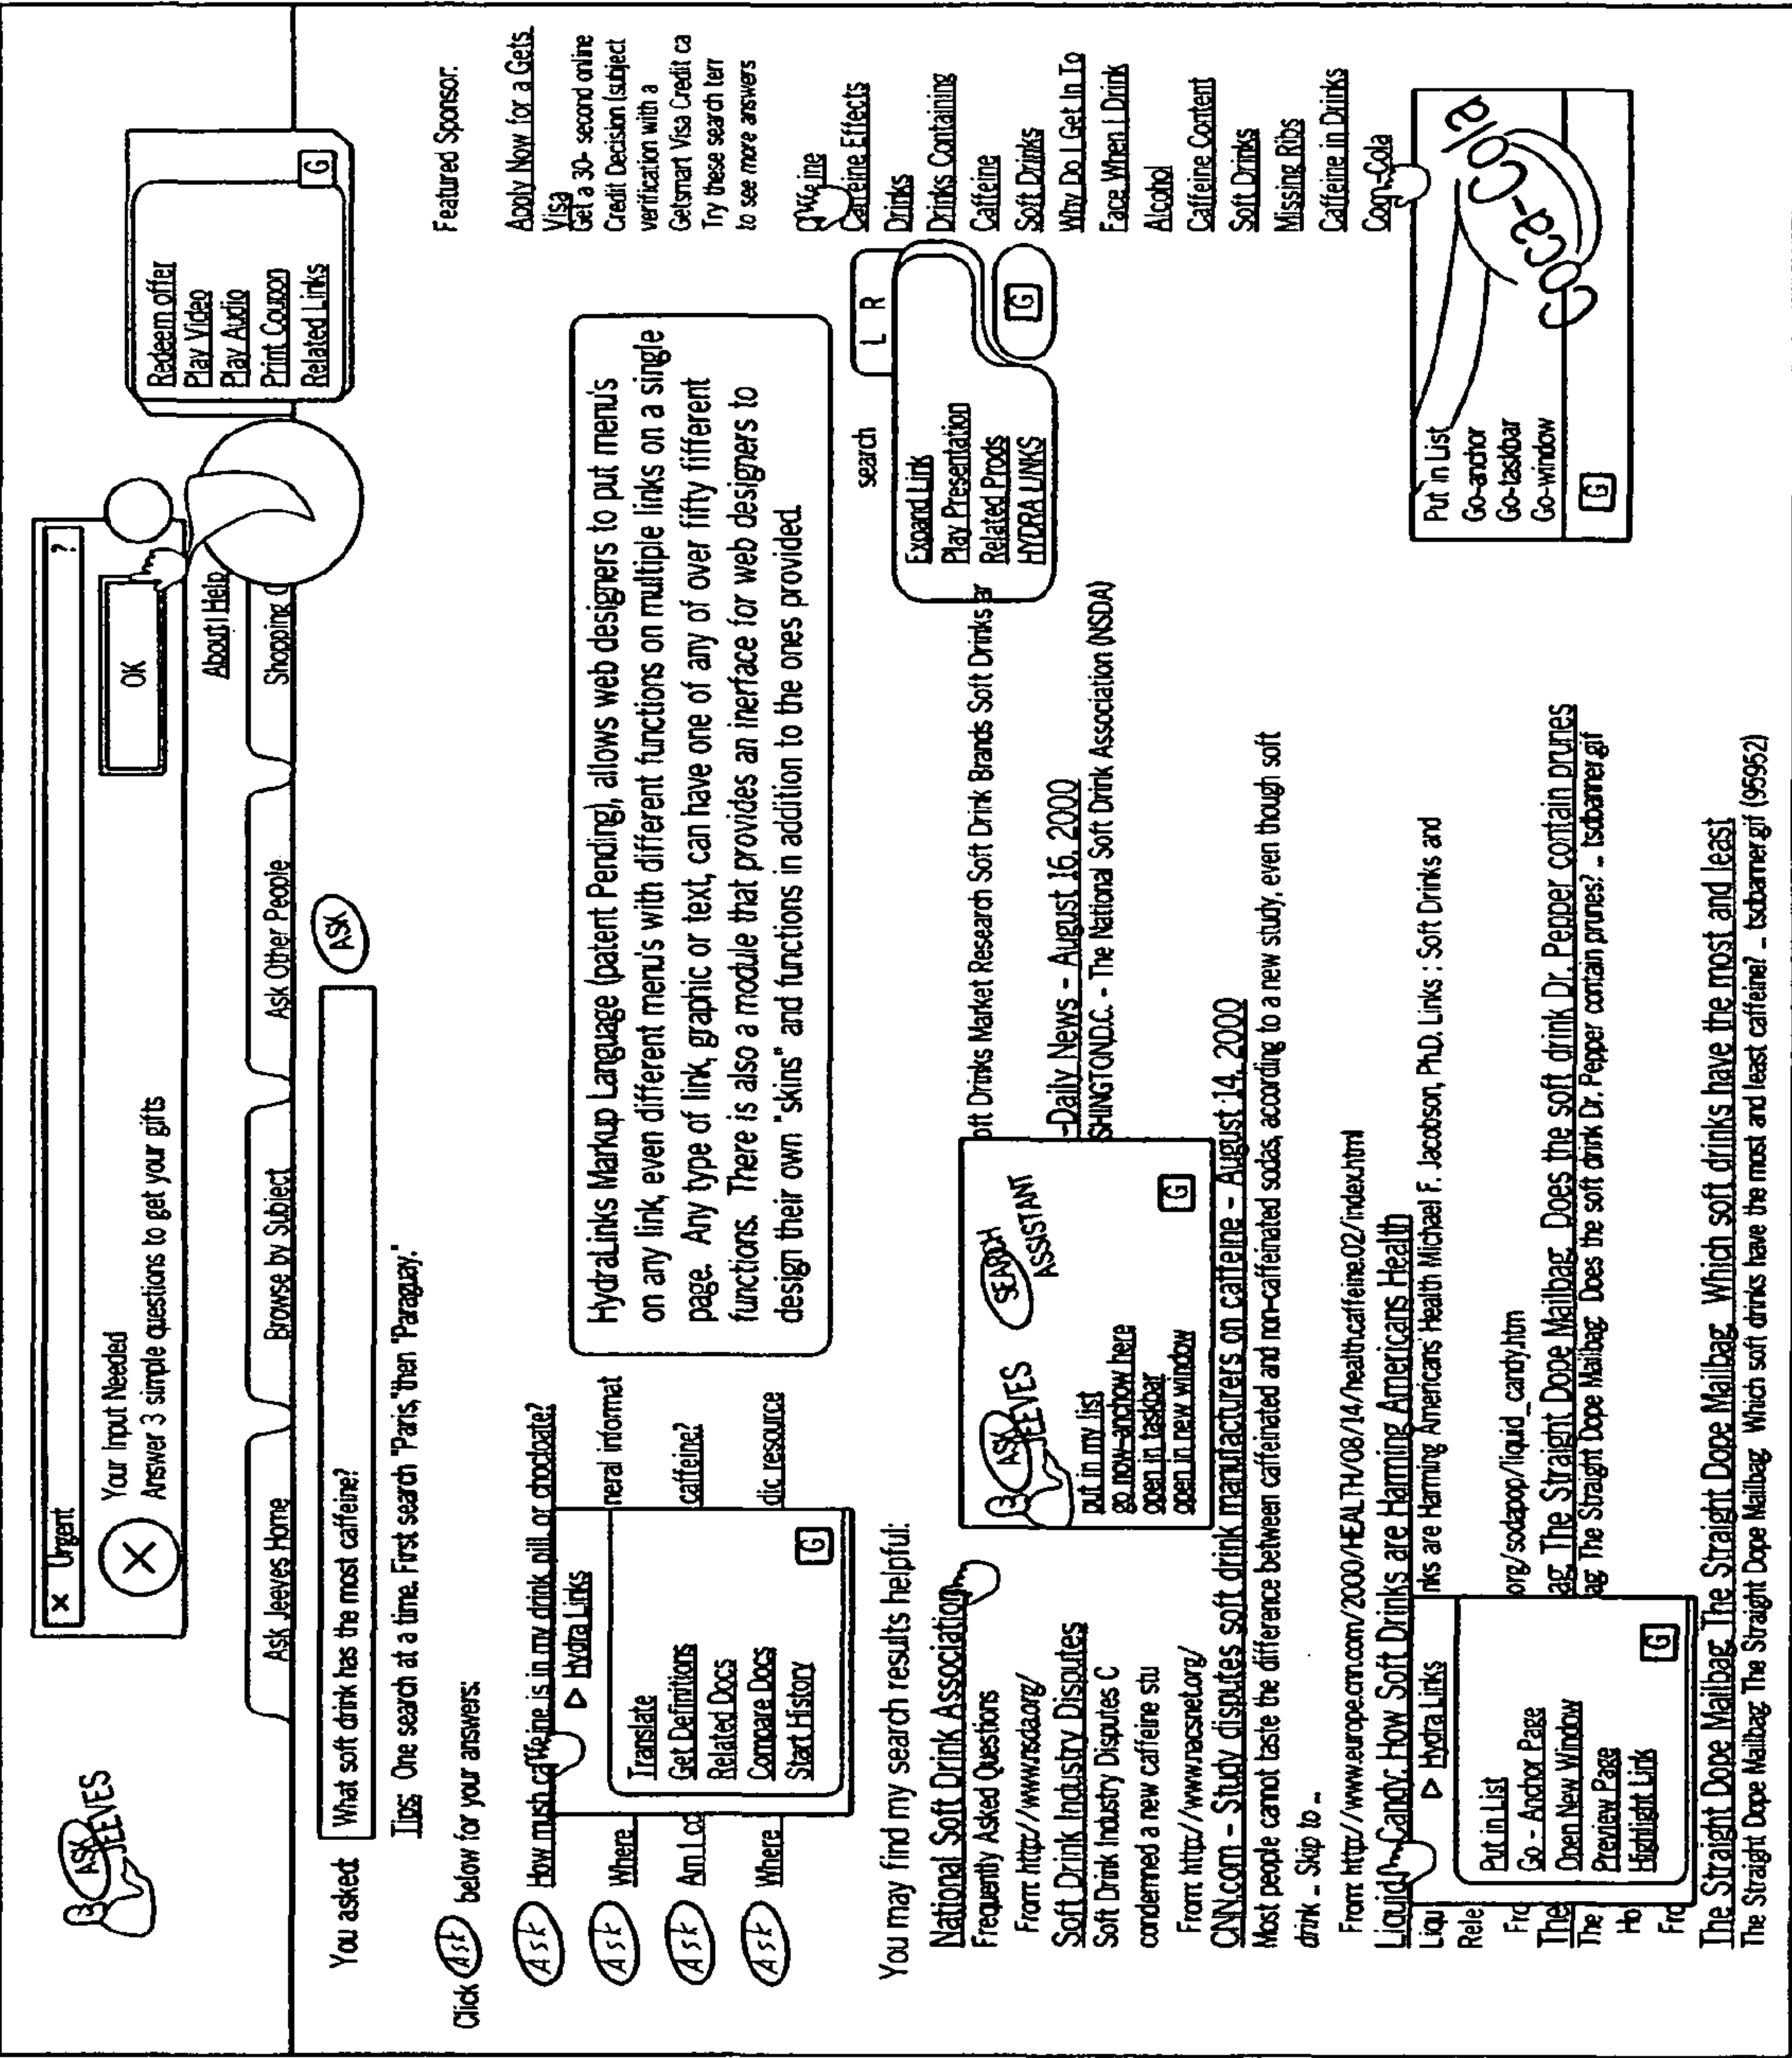 ASK
JEEVES
× Urgent ?
Your Input Needed
Answer 3 simple questions to get your gifts
OK
Redeem offer
Play Video
Play Audio
Print Coupon
Related Links
G
About | Help
Ask Jeeves Home
Browse by Subject
Ask Other People
Shopping
You asked: What soft drink has the most caffeine?
ASK
Tips: One search at a time. First search "Paris," then "Paraguay."
Click Ask below for your answers:
Ask How mush caffeine is in my drink, pill, or chocloate?
Ask Where neral informat
Ask Am I cc caffeine?
Ask Where dic resource
▷ Hydra Links
Translate
Get Definitions
Related Docs
Compare Docs
Start History
G
HydraLinks Markup Language (patent Pending), allows web designers to put menu's
on any link, even different menu's with different functions on multiple links on a single
page. Any type of link, graphic or text, can have one of any of over fifty fifferent
functions. There is also a module that provides an inerface for web designers to
design their own "skins" and functions in addition to the ones provided.
Featured Sponsor:
Apply Now for a Gets
Visa
Get a 30- second online
Credit Decision (subject
verification with a
Getsmart Visa Credit ca
Try these search terr
to see more answers
Caffeine Effects
Drinks
Drinks Containing
Caffeine
Soft Drinks
Why Do I Get In To
Face When I Drink
Alcohol
Caffeine Content
Soft Drinks
Missing Ribs
Caffeine in Drinks
Coca-Cola
search
L R
Expand Link
Play Presentation
Related Prods
HYDRA LINKS
G
You may find my search results helpful:
National Soft Drink Association
Frequently Asked Questions oft Drinks Market Research Soft Drink Brands Soft Drinks ar
From: http://www.nsda.org/
Soft Drink Industry Disputes -Daily News - August 16, 2000
Soft Drink Industry Disputes C SHINGTON,D.C. - The National Soft Drink Association (NSDA)
condemned a new caffeine stu
From: http://www.nacsnet.org/
ASK
JEEVES
SEARCH
ASSISTANT
put in my list
go now-anchow here
open in taskbar
open in new window
G
CNN.com - Study disputes soft drink manufacturers on caffeine - August 14, 2000
Most people cannot taste the difference between caffeinated and non-caffeinated sodas, according to a new study, even though soft
drink ... Skip to ...
From: http://www.europe.cnn.com/2000/HEALTH/08/14/health.caffeine.02/index.html
Liquid Candy: How Soft Drinks are Harming Americans Health
Liqu nks are Harming Americans' Health Michael F. Jacobson, Ph.D. Links : Soft Drinks and
Rele
Fro org/sodapop/liquid_candy.htm
The ag: The Straight Dope Mailbag: Does the soft drink Dr. Pepper contain prunes
The ag: The Straight Dope Mailbag: Does the soft drink Dr. Pepper contain prunes? ... tsdbanner.gif
Ho
Fro
▷ Hydra Links
Put in List
Go - Anchor Page
Open New Window
Preview Page
Highlight Link
G
Put in List
Go-anchor
Go-taskbar
Go-window
G
Coca-Cola
The Straight Dope Mailbag: The Straight Dope Mailbag: Which soft drinks have the most and least
The Straight Dope Mailbag: The Straight Dope Mailbag: Which soft drinks have the most and least caffeine? ... tsdbanner.gif (95952)